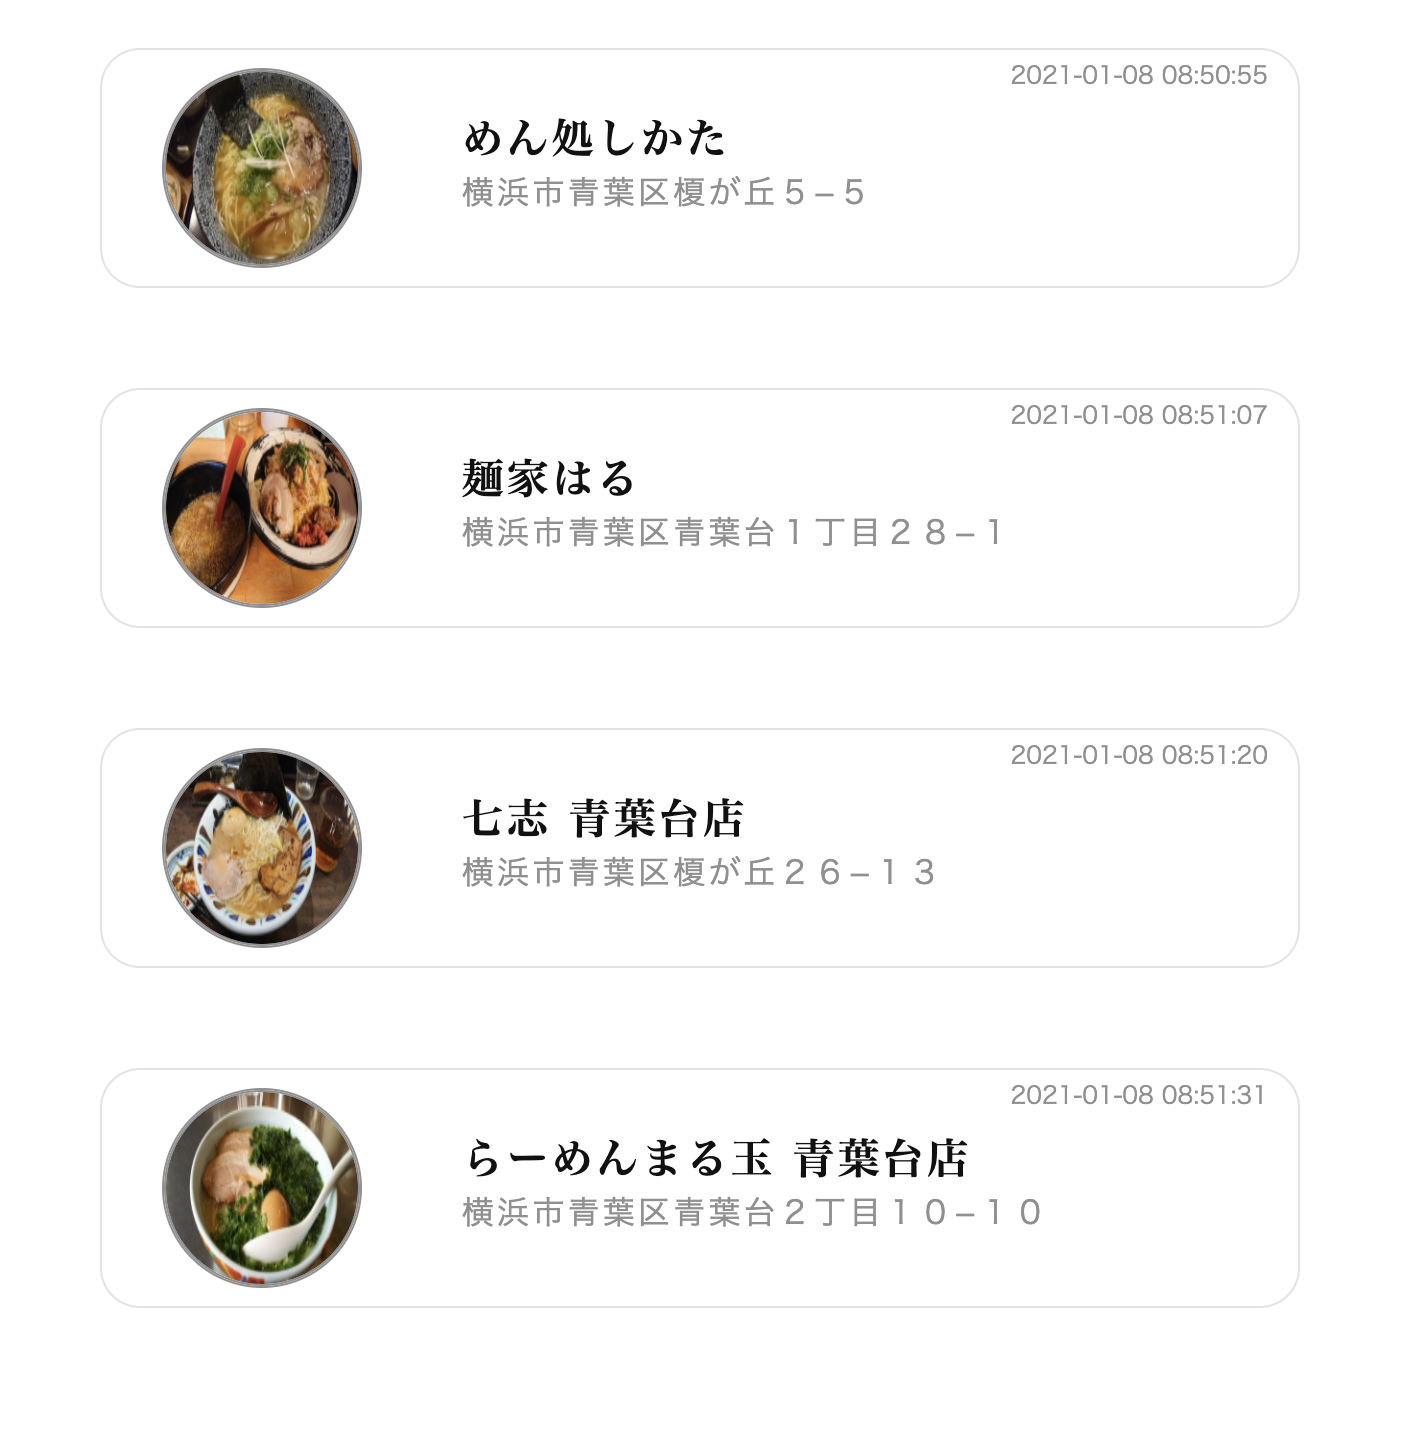 2021-01-08 08:50:55
めん処しかた
横浜市青葉区榎が丘５−５
2021-01-08 08:51:07
麺家はる
横浜市青葉区青葉台１丁目２８−１
2021-01-08 08:51:20
七志 青葉台店
横浜市青葉区榎が丘２６−１３
2021-01-08 08:51:31
らーめんまる玉 青葉台店
横浜市青葉区青葉台２丁目１０−１０